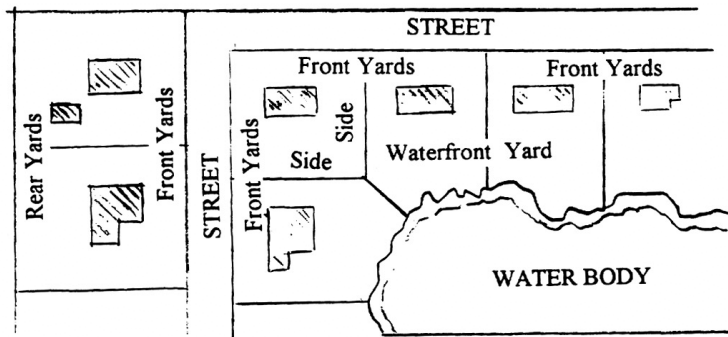 STREET
Front Yards
Front Yards
Rear Yards
Front Yards
STREET
Front Yards
Side
Side
Waterfront Yard
WATER BODY